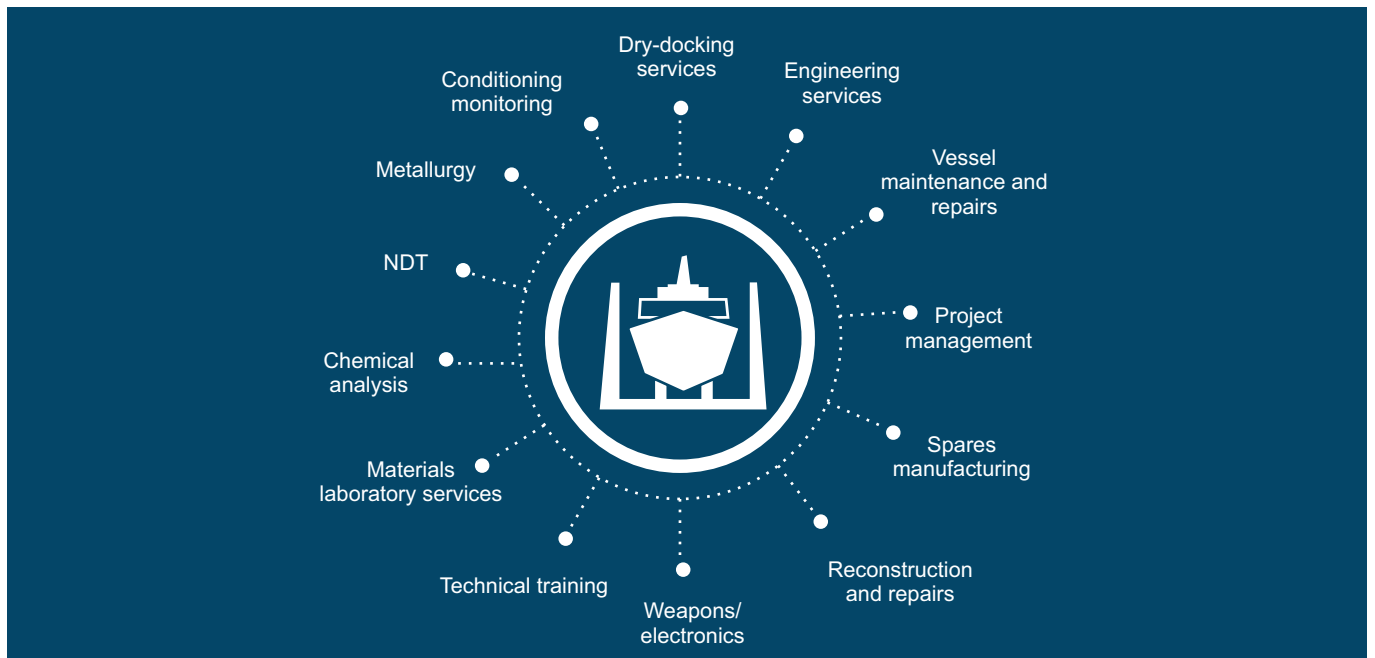 Dry-docking
services
Engineering
services
Vessel
maintenance and
repairs
Project
management
Spares
manufacturing
Reconstruction
and repairs
Weapons/
electronics
Technical training
Materials
laboratory services
Chemical
analysis
NDT
Metallurgy
Conditioning
monitoring